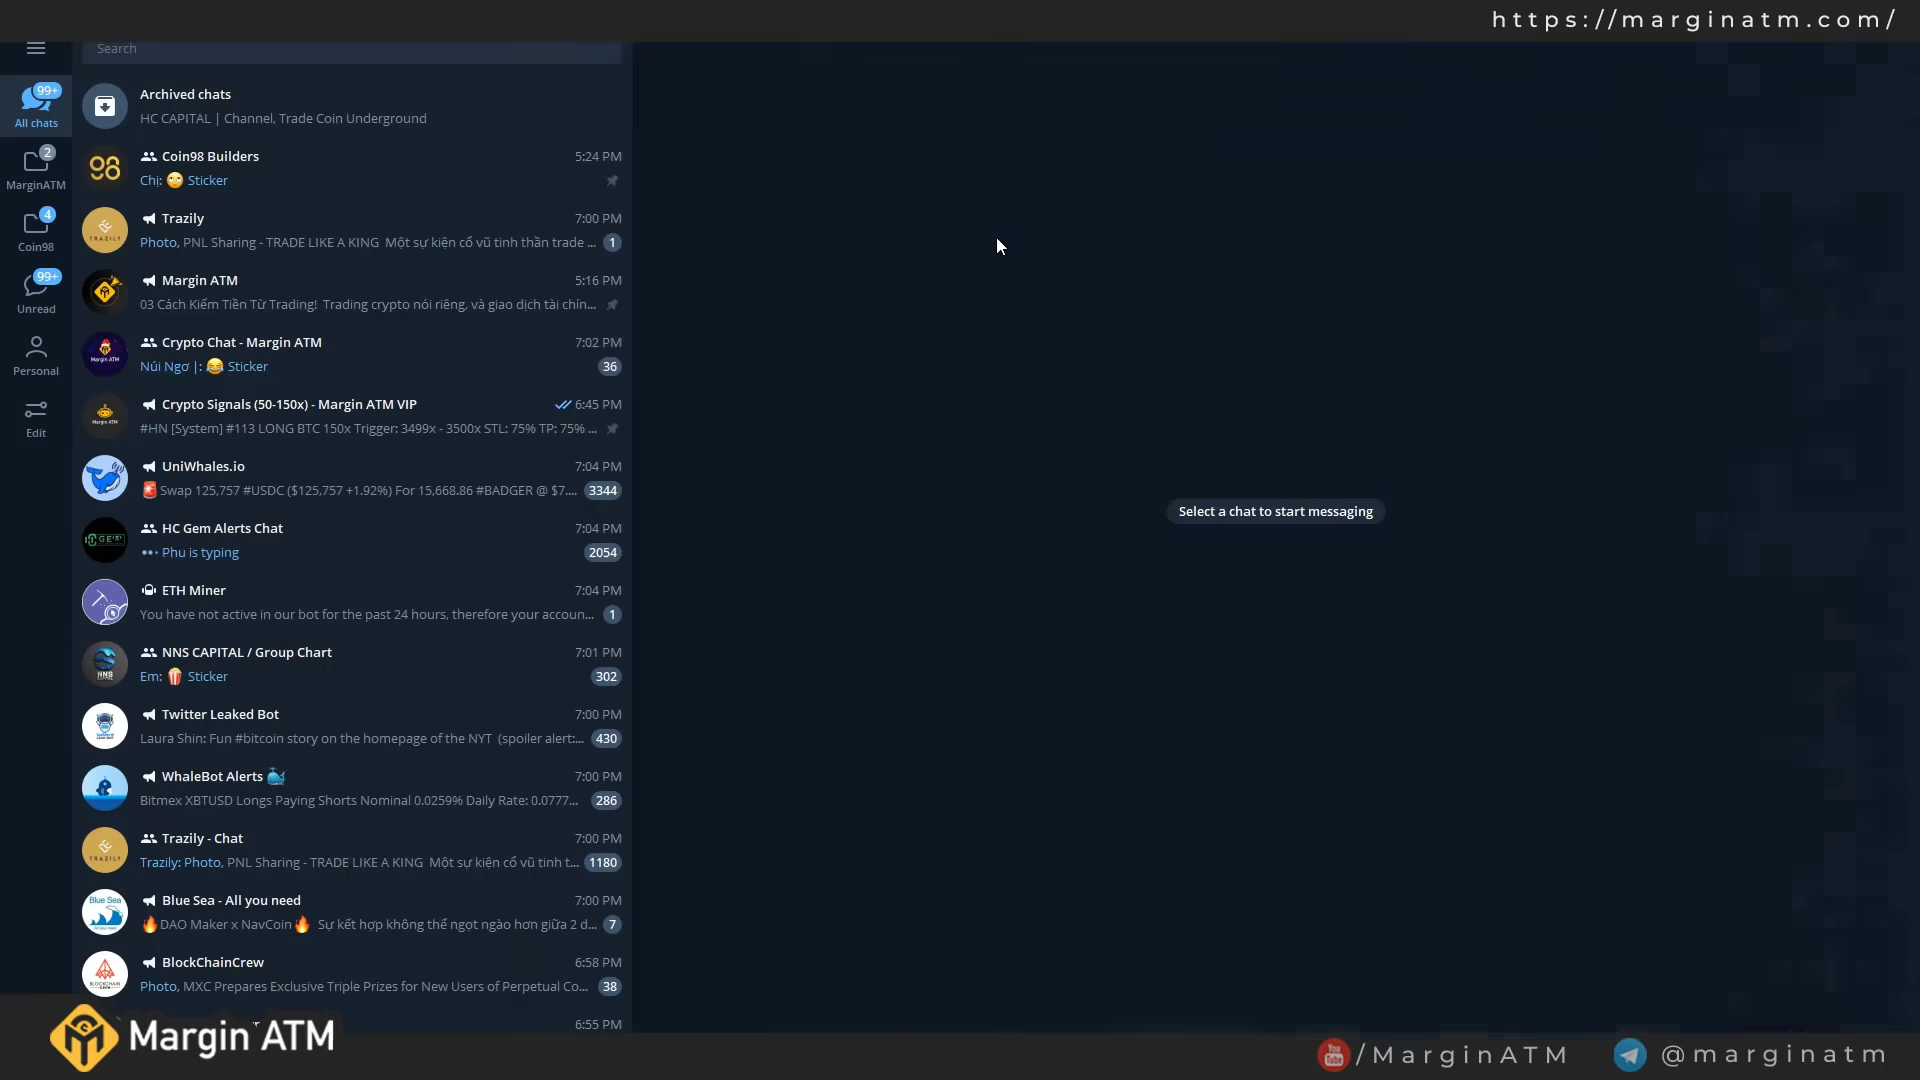 https://marginatm.com/
Search
99+
All chats
2
MarginATM
4
Coin98
99+
Unread
Personal
Edit
Archived chats
HC CAPITAL | Channel, Trade Coin Underground
Coin98 Builders 5:24 PM
Chị: 🙄 Sticker
Trazily 7:00 PM
Photo, PNL Sharing - TRADE LIKE A KING Một sự kiện cổ vũ tinh thần trade ... 1
Margin ATM 5:16 PM
03 Cách Kiếm Tiền Từ Trading! Trading crypto nói riêng, và giao dịch tài chín...
Crypto Chat - Margin ATM 7:02 PM
Núi Ngơ |: 😂 Sticker 36
Crypto Signals (50-150x) - Margin ATM VIP 6:45 PM
#HN [System] #113 LONG BTC 150x Trigger: 3499x - 3500x STL: 75% TP: 75% ...
UniWhales.io 7:04 PM
🚨Swap 125,757 #USDC ($125,757 +1.92%) For 15,668.86 #BADGER @ $7.... 3344
HC Gem Alerts Chat 7:04 PM
Phu is typing 2054
ETH Miner 7:04 PM
You have not active in our bot for the past 24 hours, therefore your accoun... 1
NNS CAPITAL / Group Chart 7:01 PM
Em: 🍿 Sticker 302
Twitter Leaked Bot 7:00 PM
Laura Shin: Fun #bitcoin story on the homepage of the NYT (spoiler alert:... 430
WhaleBot Alerts 🐳 7:00 PM
Bitmex XBTUSD Longs Paying Shorts Nominal 0.0259% Daily Rate: 0.0777... 286
Trazily - Chat 7:00 PM
Trazily: Photo, PNL Sharing - TRADE LIKE A KING Một sự kiện cổ vũ tinh t... 1180
Blue Sea - All you need 7:00 PM
🔥DAO Maker x NavCoin🔥 Sự kết hợp không thể ngọt ngào hơn giữa 2 d... 7
BlockChainCrew 6:58 PM
Photo, MXC Prepares Exclusive Triple Prizes for New Users of Perpetual Co... 38
6:55 PM
Select a chat to start messaging
Margin ATM
/MarginATM
@marginatm